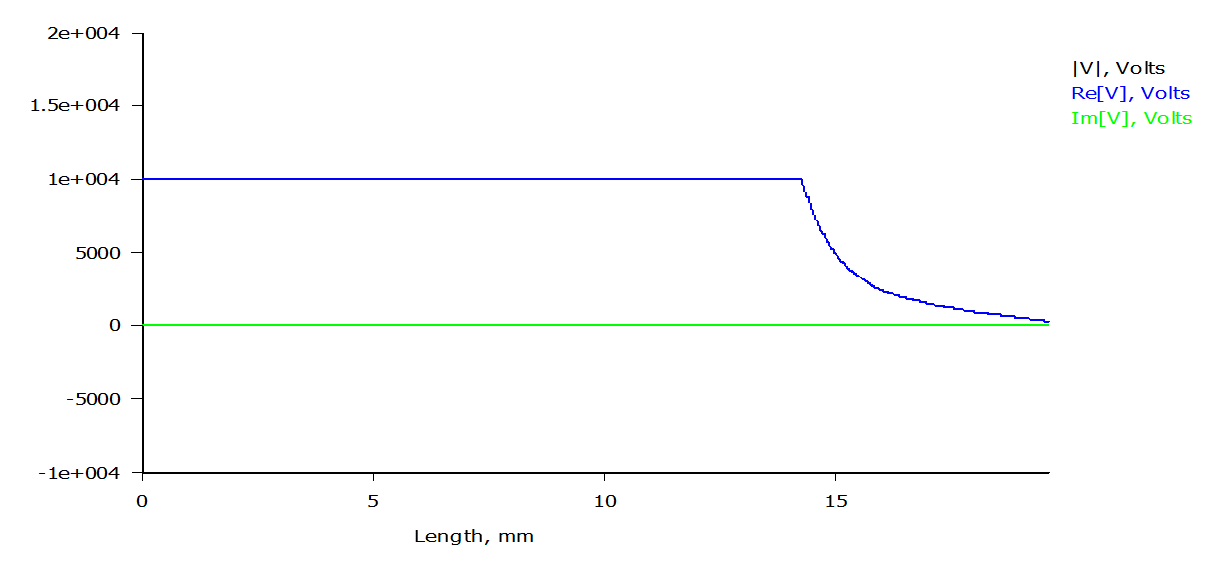 2e+004
1.5e+004
1e+004
5000
0
-5000
-1e+004
0 5 10 15
Length, mm
|V|, Volts
Re[V], Volts
Im[V], Volts